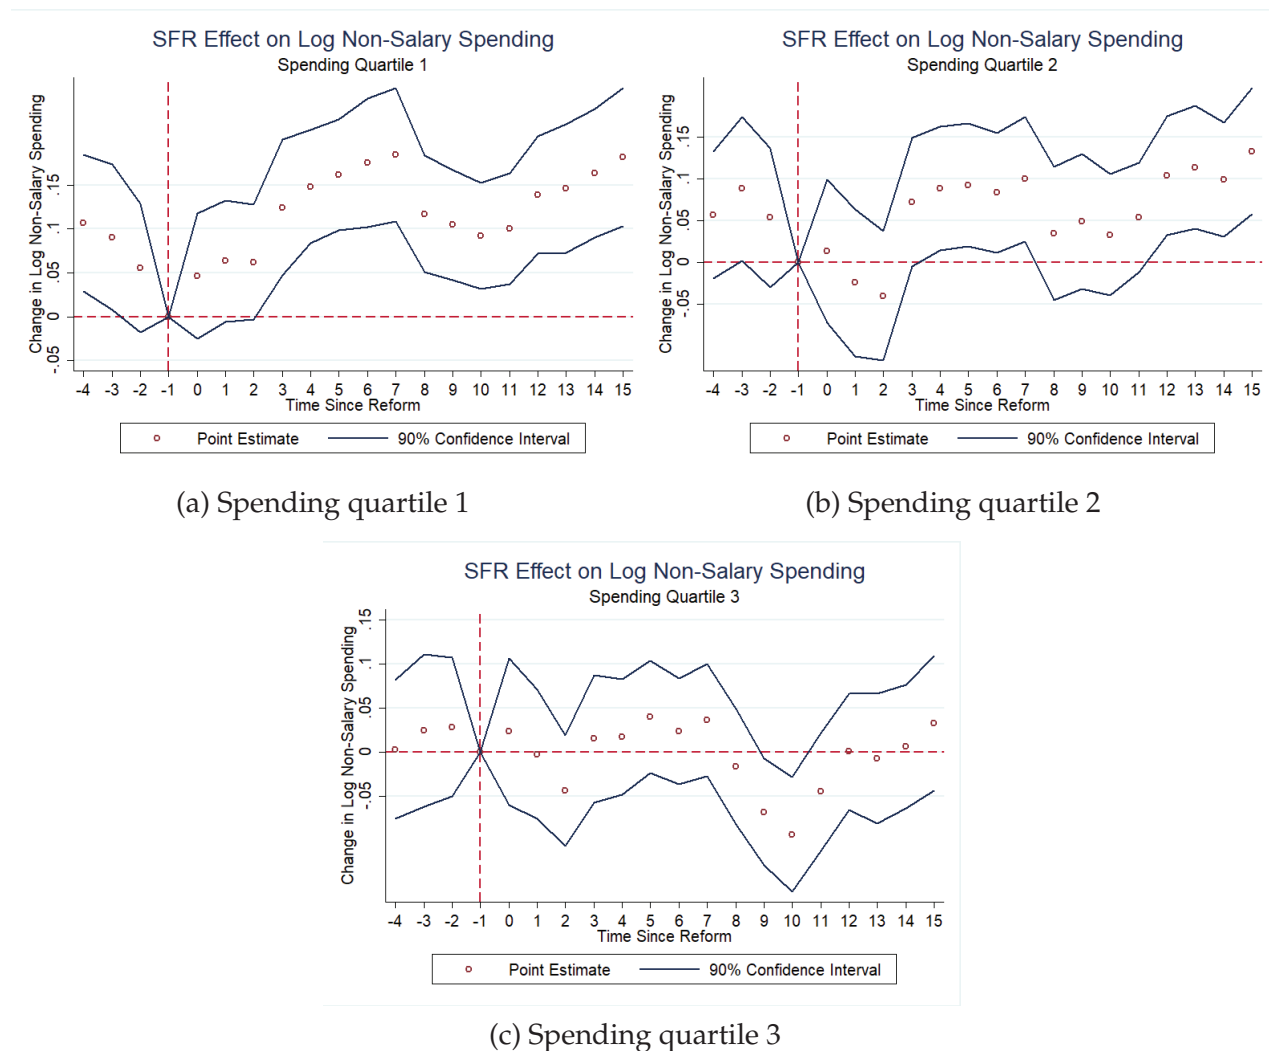 SFR Effect on Log Non-Salary Spending
Spending Quartile 1
Change in Log Non-Salary Spending
.15
.1
.05
0
-.05
-4 -3 -2 -1 0 1 2 3 4 5 6 7 8 9 10 11 12 13 14 15
Time Since Reform
Point Estimate 90% Confidence Interval
(a) Spending quartile 1
SFR Effect on Log Non-Salary Spending
Spending Quartile 2
Change in Log Non-Salary Spending
.15
.1
.05
0
-.05
-4 -3 -2 -1 0 1 2 3 4 5 6 7 8 9 10 11 12 13 14 15
Time Since Reform
Point Estimate 90% Confidence Interval
(b) Spending quartile 2
SFR Effect on Log Non-Salary Spending
Spending Quartile 3
Change in Log Non-Salary Spending
.15
.1
.05
0
-.05
-4 -3 -2 -1 0 1 2 3 4 5 6 7 8 9 10 11 12 13 14 15
Time Since Reform
Point Estimate 90% Confidence Interval
(c) Spending quartile 3